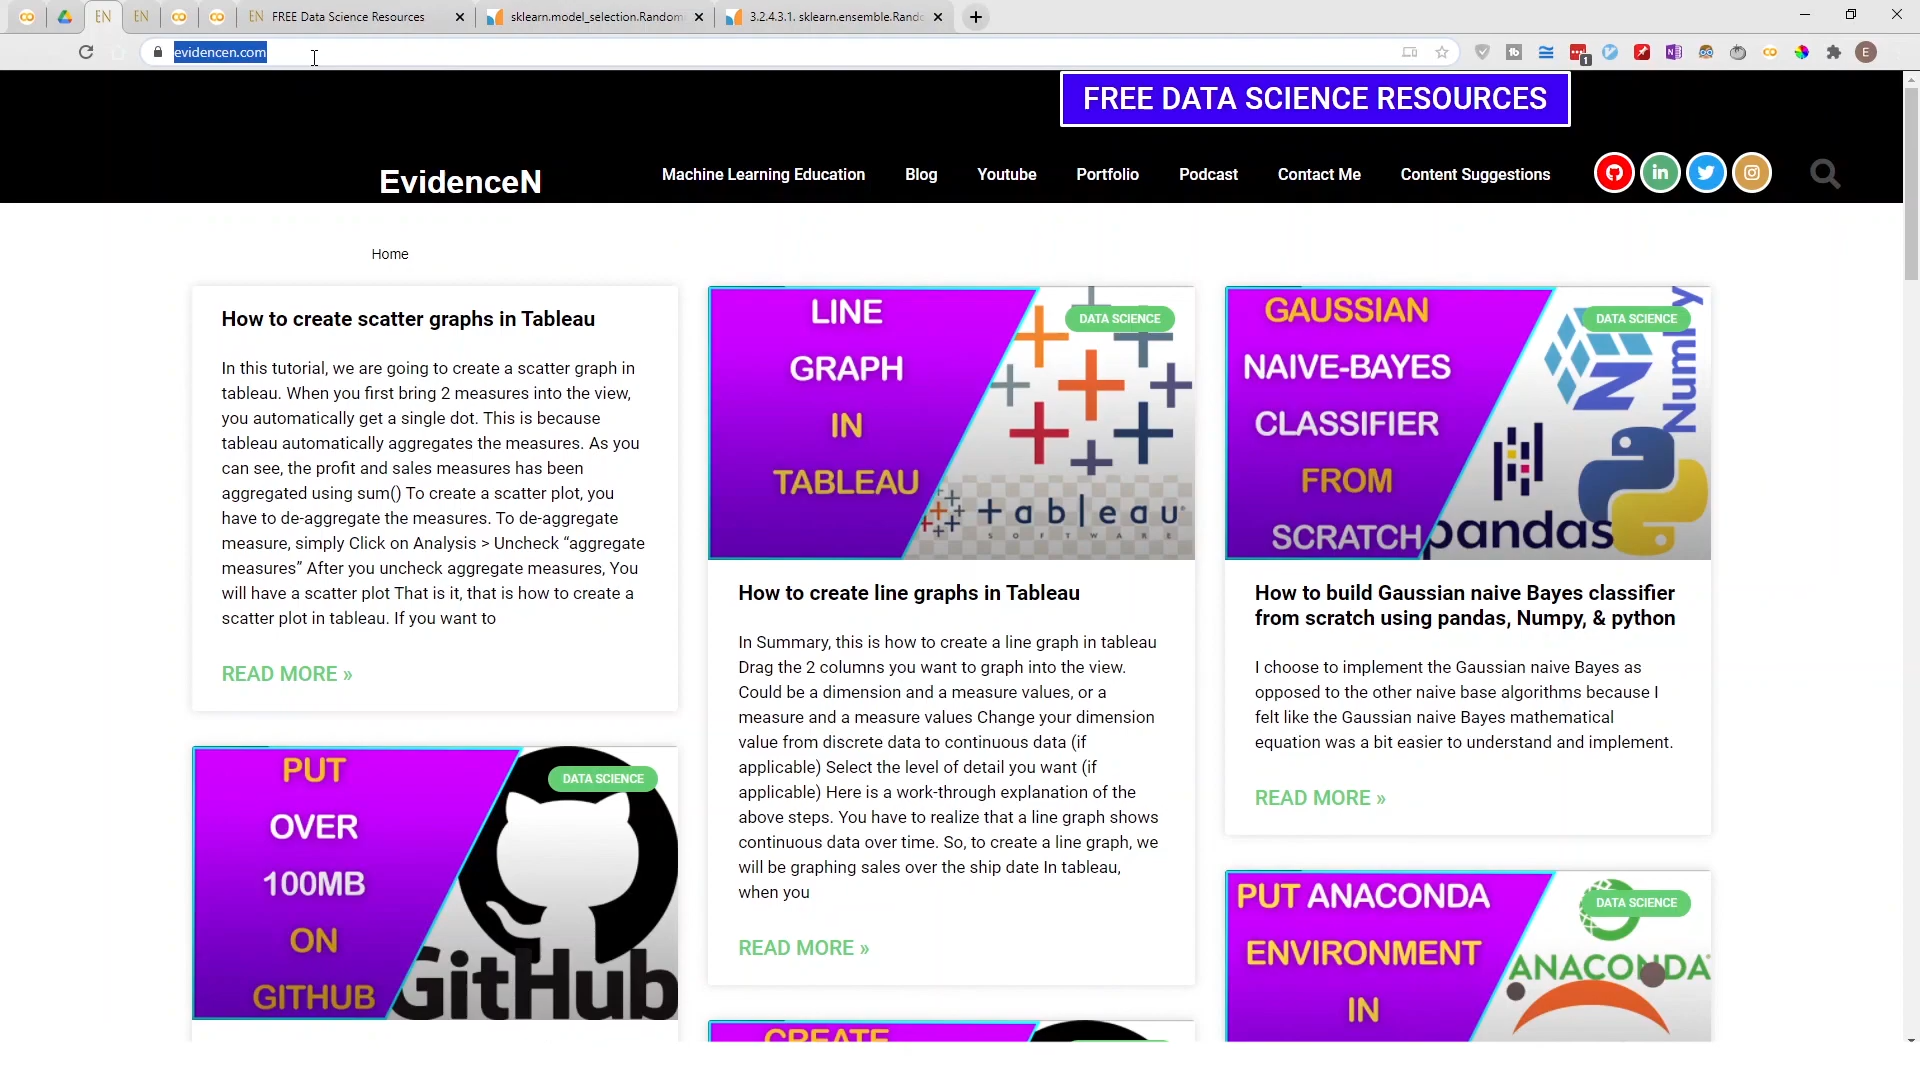 EN
EN
EN FREE Data Science Resources
sklearn.model_selection.Random
3.2.4.3.1. sklearn.ensemble.Rand
evidencen.com
1
E
FREE DATA SCIENCE RESOURCES
EvidenceN
Machine Learning Education
Blog
Youtube
Portfolio
Podcast
Contact Me
Content Suggestions
Home
How to create scatter graphs in Tableau
In this tutorial, we are going to create a scatter graph in
tableau. When you first bring 2 measures into the view,
you automatically get a single dot. This is because
tableau automatically aggregates the measures. As you
can see, the profit and sales measures has been
aggregated using sum() To create a scatter plot, you
have to de-aggregate the measures. To de-aggregate
measure, simply Click on Analysis > Uncheck “aggregate
measures” After you uncheck aggregate measures, You
will have a scatter plot That is it, that is how to create a
scatter plot in tableau. If you want to
READ MORE »
PUT
OVER
100MB
ON
GITHUB
DATA SCIENCE
GitHub
LINE
GRAPH
IN
TABLEAU
DATA SCIENCE
+ a b | e a u
S O F T W A R E
How to create line graphs in Tableau
In Summary, this is how to create a line graph in tableau
Drag the 2 columns you want to graph into the view.
Could be a dimension and a measure values, or a
measure and a measure values Change your dimension
value from discrete data to continuous data (if
applicable) Select the level of detail you want (if
applicable) Here is a work-through explanation of the
above steps. You have to realize that a line graph shows
continuous data over time. So, to create a line graph, we
will be graphing sales over the ship date In tableau,
when you
READ MORE »
CREATE
GAUSSIAN
NAIVE-BAYES
CLASSIFIER
FROM
SCRATCH
DATA SCIENCE
NumPy
pandas
How to build Gaussian naive Bayes classifier
from scratch using pandas, Numpy, & python
I choose to implement the Gaussian naive Bayes as
opposed to the other naive base algorithms because I
felt like the Gaussian naive Bayes mathematical
equation was a bit easier to understand and implement.
READ MORE »
PUT ANACONDA
ENVIRONMENT
IN
DATA SCIENCE
ANACONDA